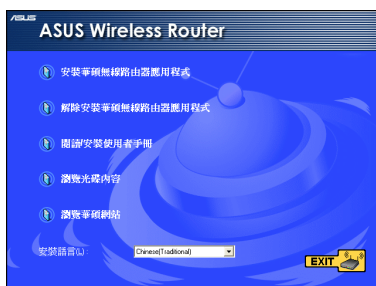 ASUS
ASUS Wireless Router
安裝華碩無線路由器應用程式
解除安裝華碩無線路由器應用程式
閱讀/安裝使用者手冊
瀏覽光碟內容
瀏覽華碩網站
安裝語言(L): Chinese(Traditional)
EXIT